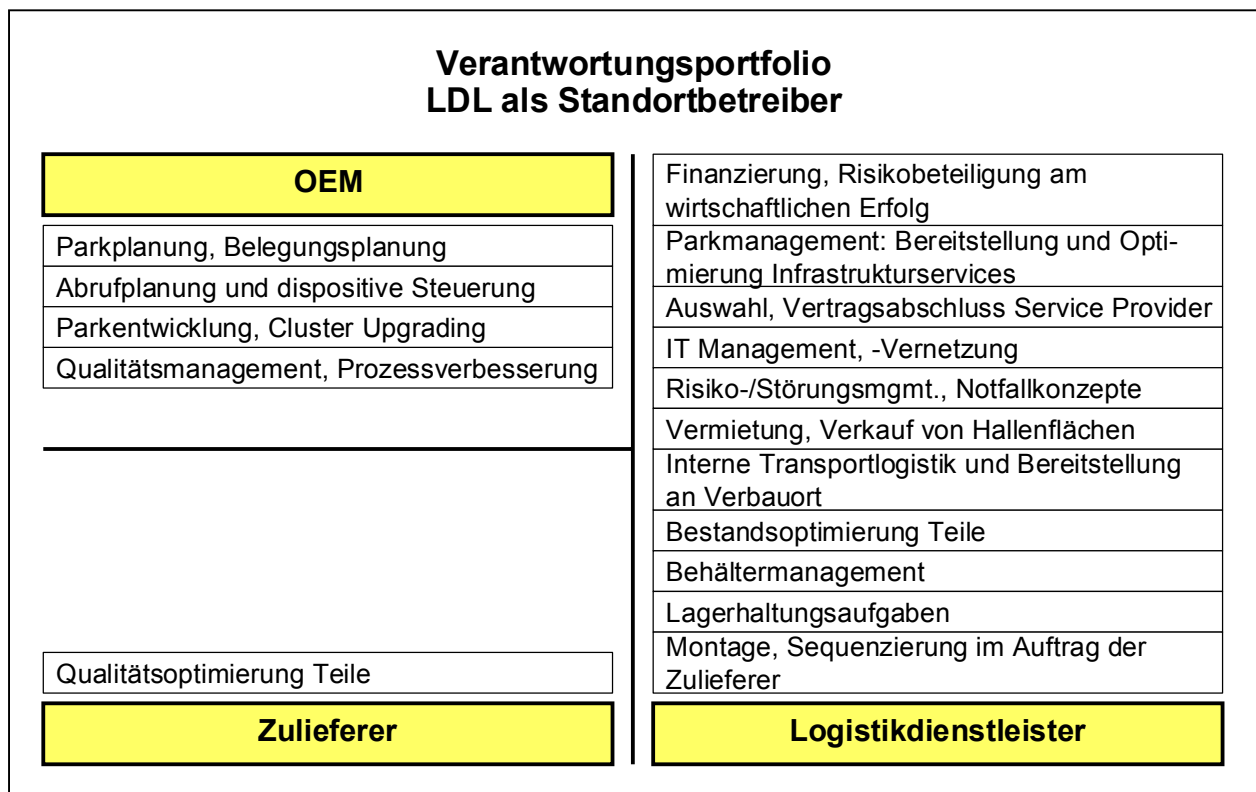 Verantwortungsportfolio
LDL als Standortbetreiber
OEM
Parkplanung, Belegungsplanung
Abrufplanung und dispositive Steuerung
Parkentwicklung, Cluster Upgrading
Qualitätsmanagement, Prozessverbesserung
Qualitätsoptimierung Teile
Zulieferer
Finanzierung, Risikobeteiligung am
wirtschaftlichen Erfolg
Parkmanagement: Bereitstellung und Opti-
mierung Infrastrukturservices
Auswahl, Vertragsabschluss Service Provider
IT Management, -Vernetzung
Risiko-/Störungsmgmt., Notfallkonzepte
Vermietung, Verkauf von Hallenflächen
Interne Transportlogistik und Bereitstellung
an Verbauort
Bestandsoptimierung Teile
Behältermanagement
Lagerhaltungsaufgaben
Montage, Sequenzierung im Auftrag der
Zulieferer
Logistikdienstleister